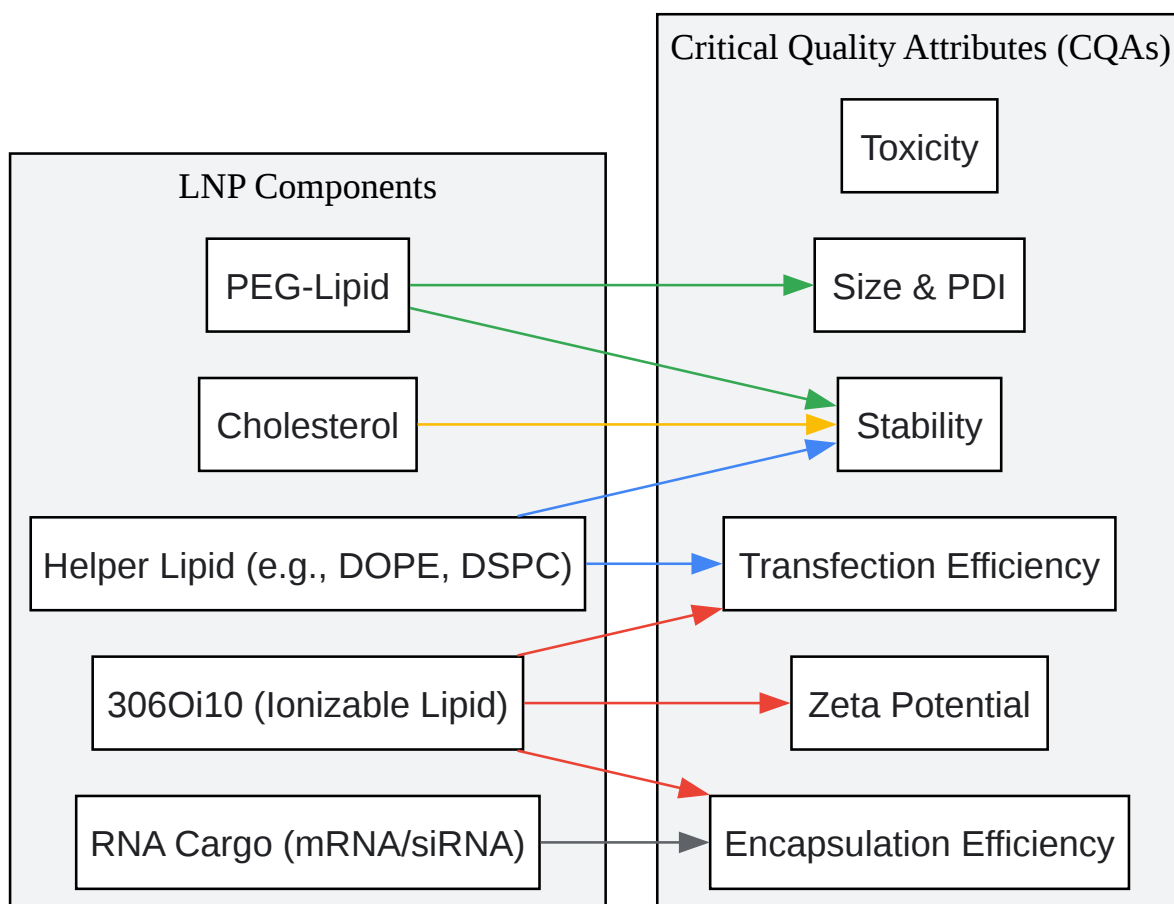 Critical Quality Attributes (CQAs)
Toxicity
LNP Components
PEG-Lipid
Size & PDI
Cholesterol
Stability
Helper Lipid (e.g., DOPE, DSPC)
Transfection Efficiency
306Oi10 (Ionizable Lipid)
Zeta Potential
RNA Cargo (mRNA/siRNA)
Encapsulation Efficiency